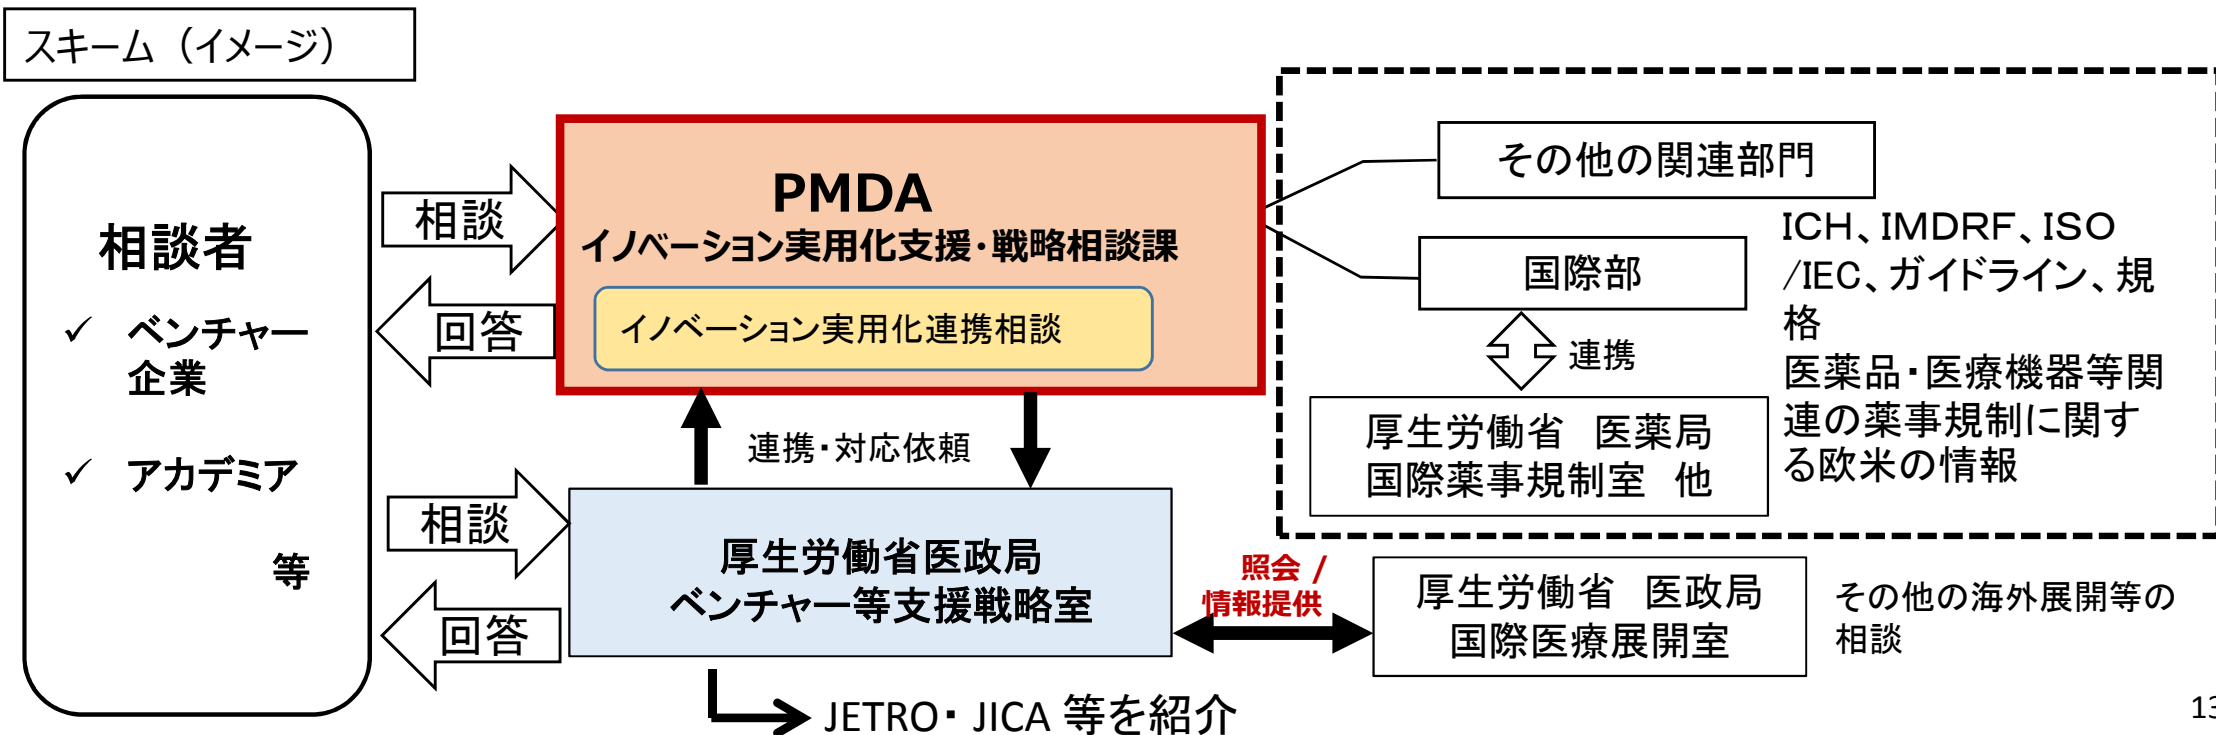 スキーム（イメージ）
相談者
✓ ベンチャー
企業
✓ アカデミア
等
相談
回答
相談
回答
PMDA
イノベーション実用化支援・戦略相談課
イノベーション実用化連携相談
連携・対応依頼
厚生労働省医政局
ベンチャー等支援戦略室
JETRO・ JICA 等を紹介
その他の関連部門
国際部
連携
厚生労働省　医薬局
国際薬事規制室　他
ICH、IMDRF、ISO
/IEC、ガイドライン、規
格
医薬品・医療機器等関
連の薬事規制に関す
る欧米の情報
照会 /
情報提供
厚生労働省　医政局
国際医療展開室
その他の海外展開等の
相談
13